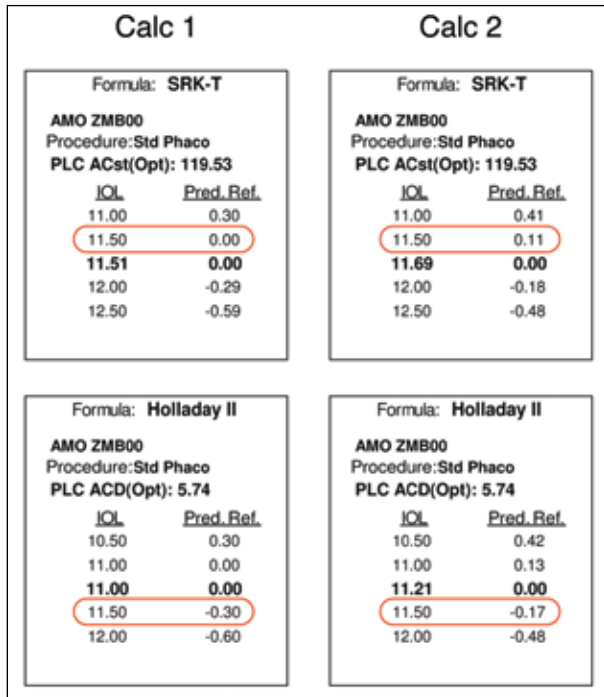 Calc 1
Calc 2
Formula: SRK-T
AMO ZMB00
Procedure:Std Phaco
PLC ACst(Opt): 119.53
IOL Pred. Ref.
11.00 0.30
11.50 0.00
11.51 0.00
12.00 -0.29
12.50 -0.59
Formula: SRK-T
AMO ZMB00
Procedure:Std Phaco
PLC ACst(Opt): 119.53
IOL Pred. Ref.
11.00 0.41
11.50 0.11
11.69 0.00
12.00 -0.18
12.50 -0.48
Formula: Holladay II
AMO ZMB00
Procedure:Std Phaco
PLC ACD(Opt): 5.74
IOL Pred. Ref.
10.50 0.30
11.00 0.00
11.00 0.00
11.50 -0.30
12.00 -0.60
Formula: Holladay II
AMO ZMB00
Procedure:Std Phaco
PLC ACD(Opt): 5.74
IOL Pred. Ref.
10.50 0.42
11.00 0.13
11.21 0.00
11.50 -0.17
12.00 -0.48